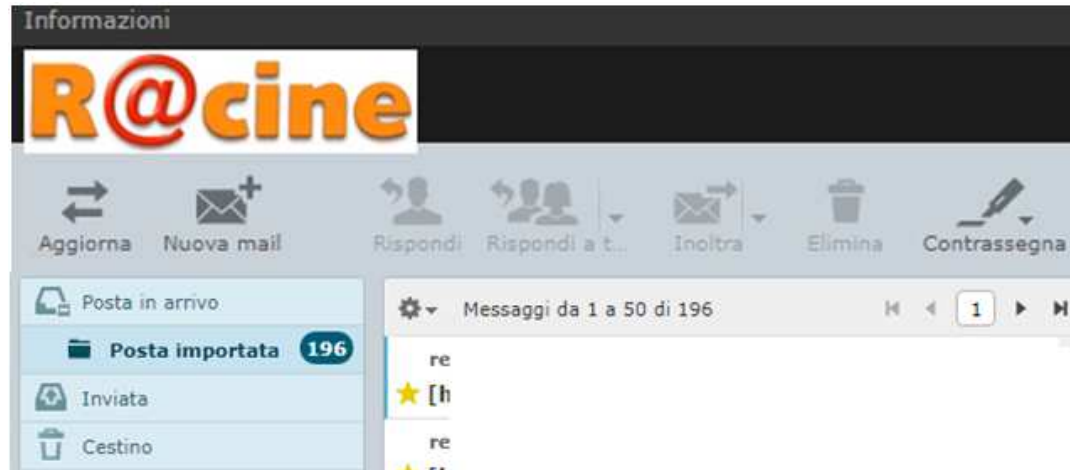 Informazioni
R@cine
Aggiorna Nuova mail Rispondi Rispondi a t... Inoltra Elimina Contrassegna
Posta in arrivo
Messaggi da 1 a 50 di 196 1
Posta importata 196
re
[h
Inviata
Cestino
re